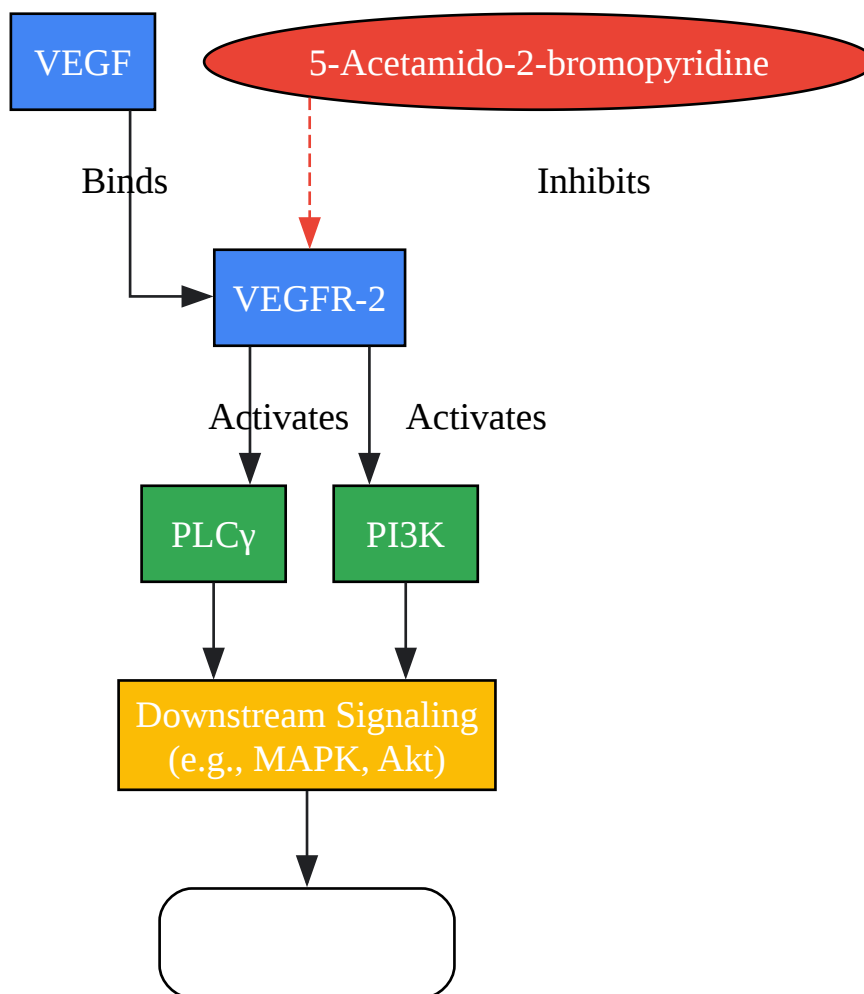 VEGF
5-Acetamido-2-bromopyridine
Binds
Inhibits
VEGFR-2
Activates
Activates
PLCγ
PI3K
Downstream Signaling
(e.g., MAPK, Akt)